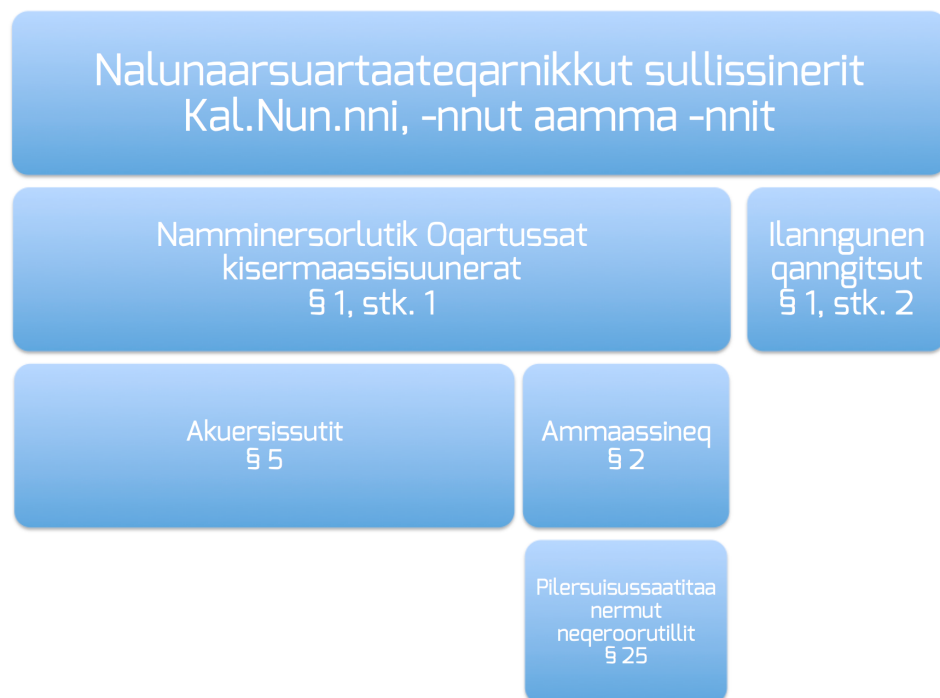 Nalunaarsuartaateqarnikkut sullissinerit
Kal.Nun.nni, -nnut aamma -nnit
Namminersorlutik Oqartussat
kisermaassisuunerat
§ 1, stk. 1
Ilanngunen
qanngitsut
§ 1, stk. 2
Akuersissutit
§ 5
Ammaassineq
§ 2
Pilersuisussaatitaa
nermut
neqeroorutillit
§ 25